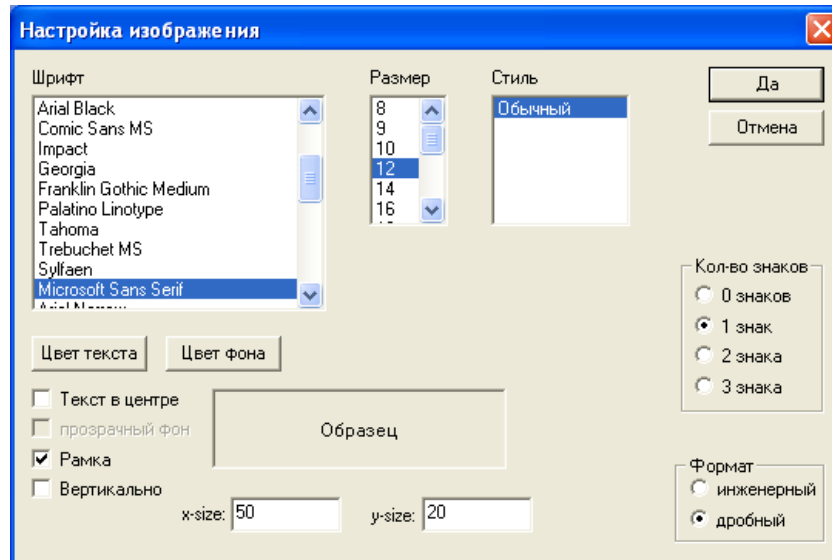 Настройка изображения
Шрифт
Arial Black
Comic Sans MS
Impact
Georgia
Franklin Gothic Medium
Palatino Linotype
Tahoma
Trebuchet MS
Sylfaen
Microsoft Sans Serif
Размер
8
9
10
12
14
16
Стиль
Обычный
Да
Отмена
Кол-во знаков
0 знаков
1 знак
2 знака
3 знака
Цвет текста Цвет фона
Текст в центре
прозрачный фон
Рамка
Вертикально
Образец
x-size: 50 y-size: 20
Формат
инженерный
дробный